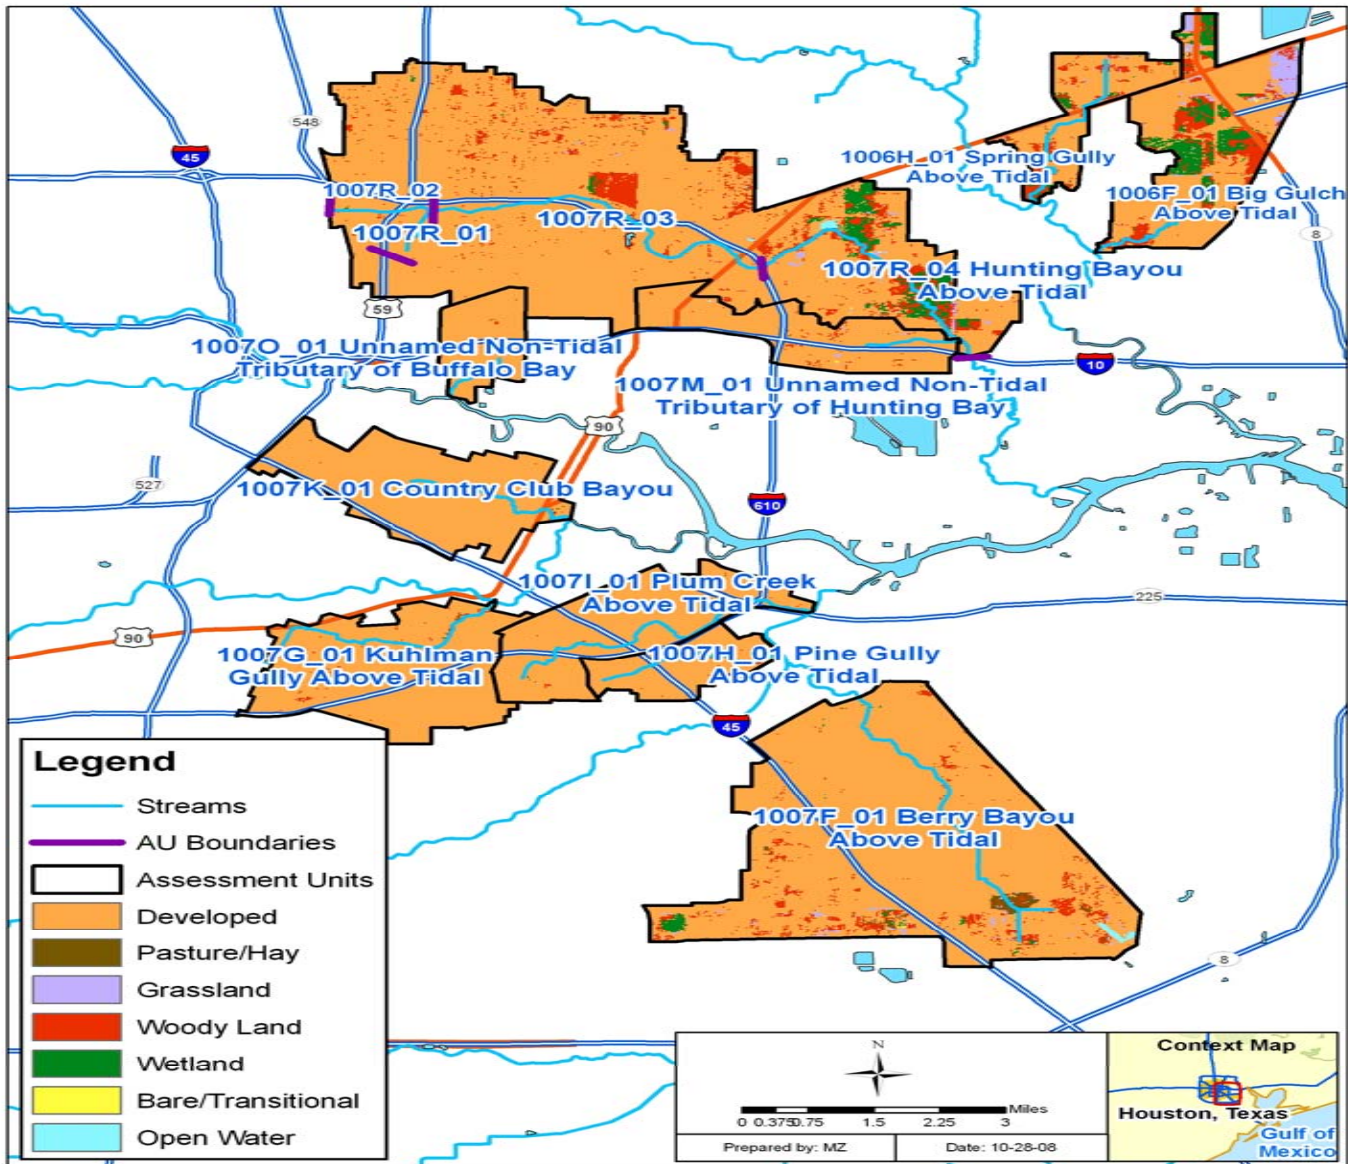 548
45
1007R_02
1007R_01
1007R_03
1006H_01 Spring Gully
Above Tidal
1006F_01 Big Gulch
Above Tidal
8
1007R_04 Hunting Bayou
Above Tidal
59
1007O_01 Unnamed Non-Tidal
Tributary of Buffalo Bay
10
1007M_01 Unnamed Non-Tidal
Tributary of Hunting Bay
90
527
1007K_01 Country Club Bayou
610
1007I_01 Plum Creek
Above Tidal
225
90
1007G_01 Kuhlman
Gully Above Tidal
1007H_01 Pine Gully
Above Tidal
45
1007F_01 Berry Bayou
Above Tidal
8
Legend
Streams
AU Boundaries
Assessment Units
Developed
Pasture/Hay
Grassland
Woody Land
Wetland
Bare/Transitional
Open Water
N
Miles
0 0.375 0.75 1.5 2.25 3
Prepared by: MZ
Date: 10-28-08
Context Map
Houston, Texas
Gulf of
Mexico